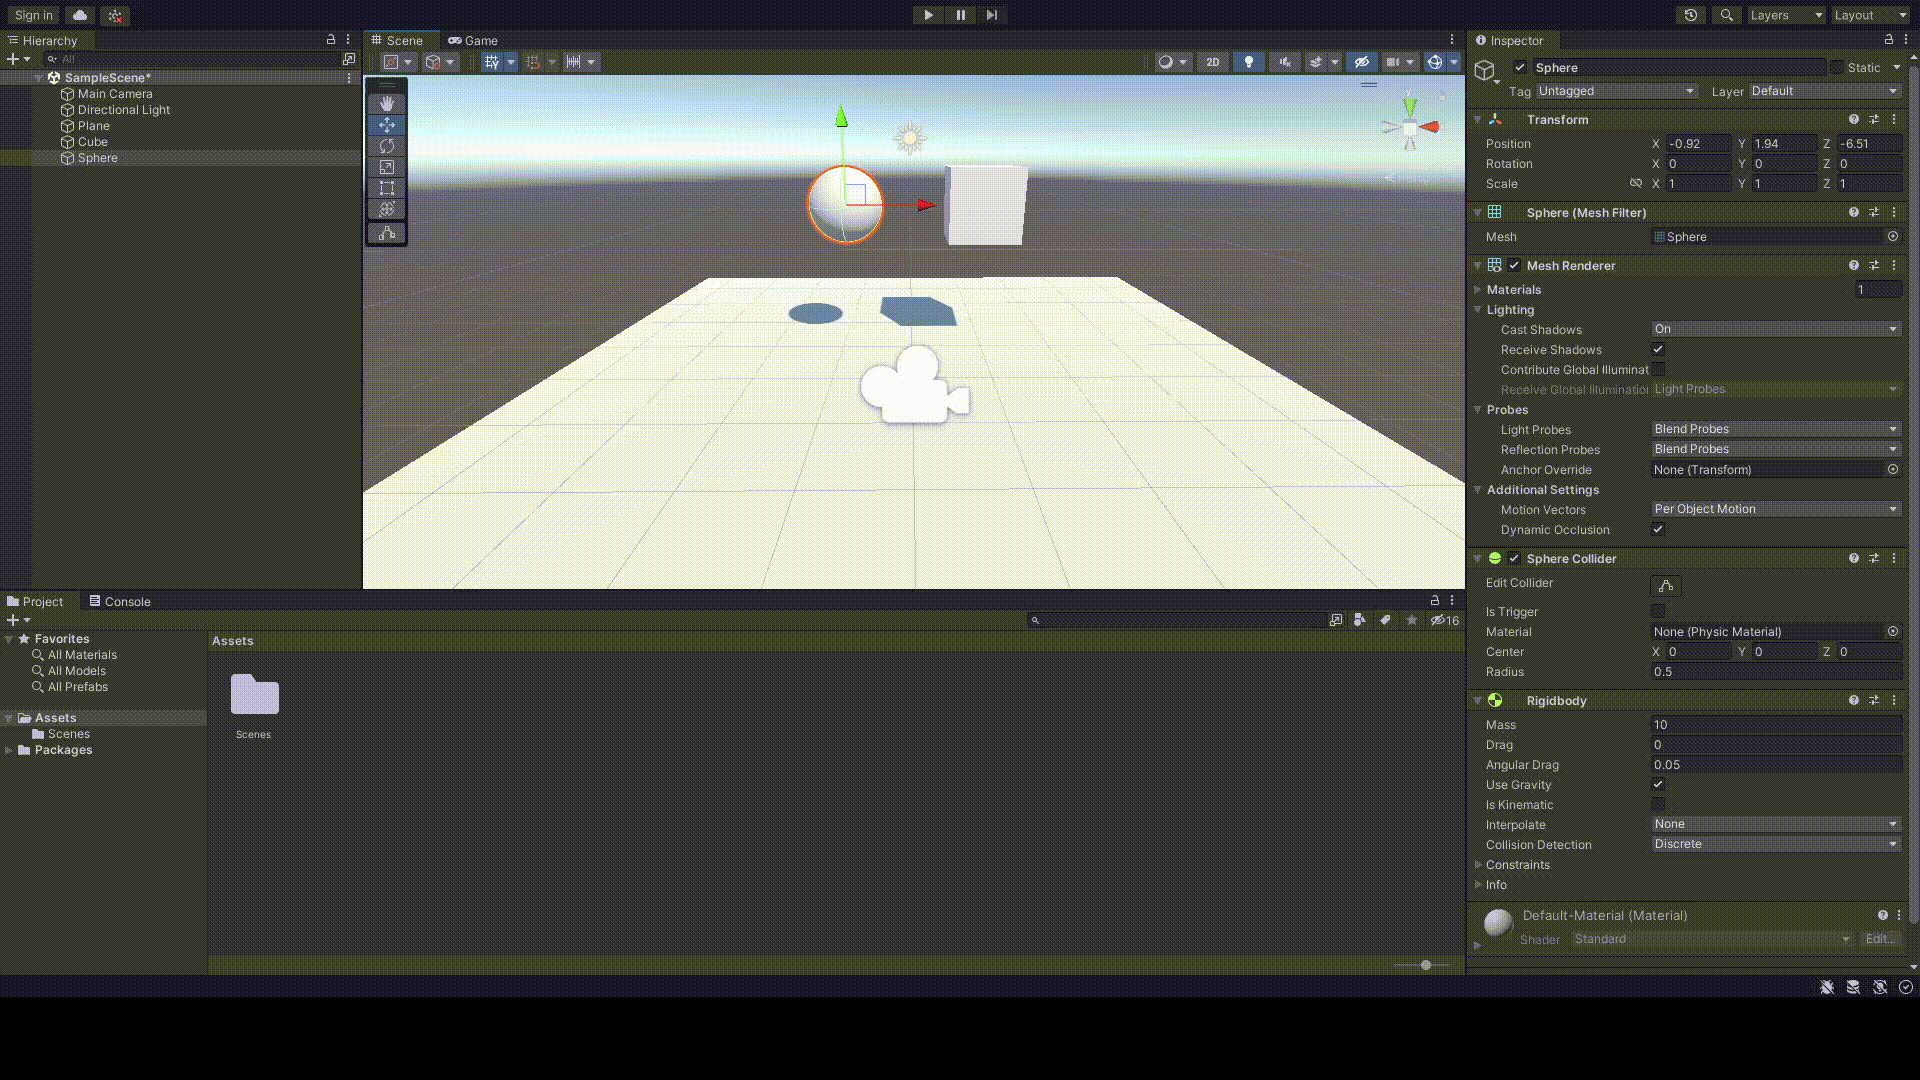 Sign in
Layers
Layout
Hierarchy
All
SampleScene*
Main Camera
Directional Light
Plane
Cube
Sphere
Scene
Game
2D
y
Inspector
Sphere
Static
Tag Untagged Layer Default
Transform
Position X -0.92 Y 1.94 Z -6.51
Rotation X 0 Y 0 Z 0
Scale X 1 Y 1 Z 1
Sphere (Mesh Filter)
Mesh Sphere
Mesh Renderer
Materials 1
Lighting
Cast Shadows On
Receive Shadows
Contribute Global Illuminat
Receive Global Illumination Light Probes
Probes
Light Probes Blend Probes
Reflection Probes Blend Probes
Anchor Override None (Transform)
Additional Settings
Motion Vectors Per Object Motion
Dynamic Occlusion
Sphere Collider
Edit Collider
Is Trigger
Material None (Physic Material)
Center X 0 Y 0 Z 0
Radius 0.5
Rigidbody
Mass 10
Drag 0
Angular Drag 0.05
Use Gravity
Is Kinematic
Interpolate None
Collision Detection Discrete
Constraints
Info
Default-Material (Material)
Shader Standard Edit...
Project
Console
16
Favorites
All Materials
All Models
All Prefabs
Assets
Scenes
Packages
Assets
Scenes